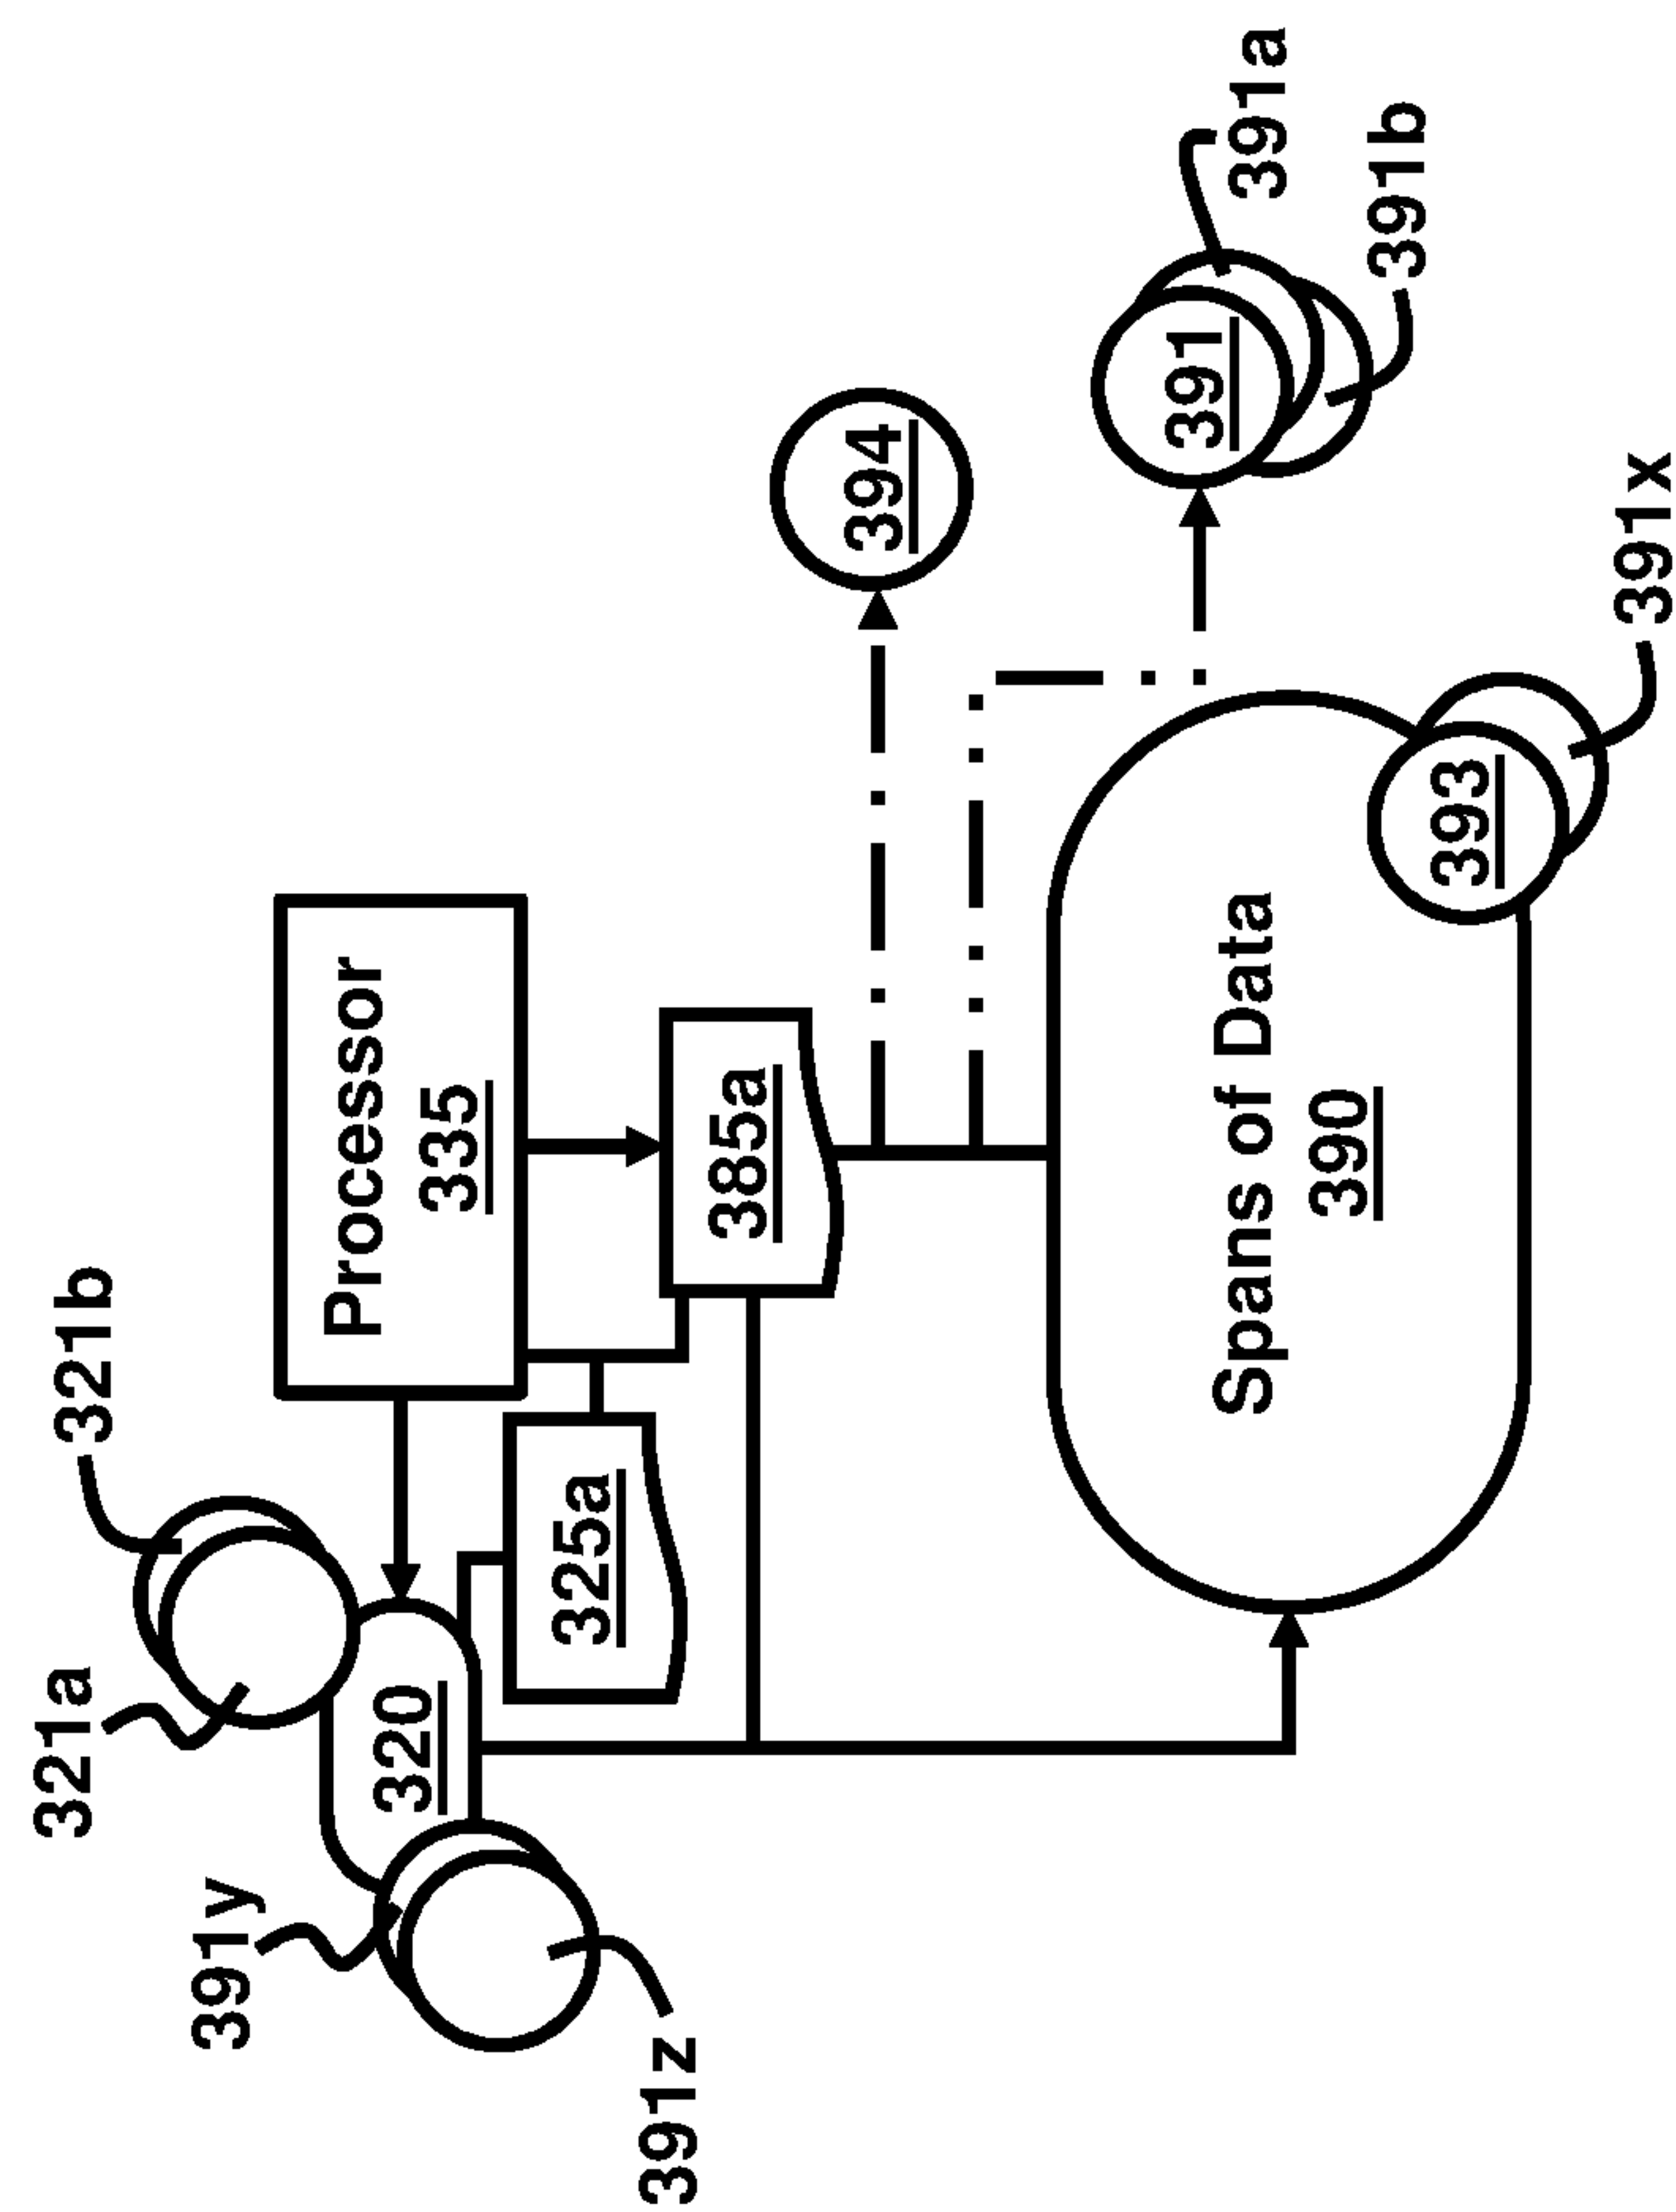 321a
321b
391y
Processor
335
320
325a
385a
391z
394
391a
391
391b
Spans of Data
390
393
391x